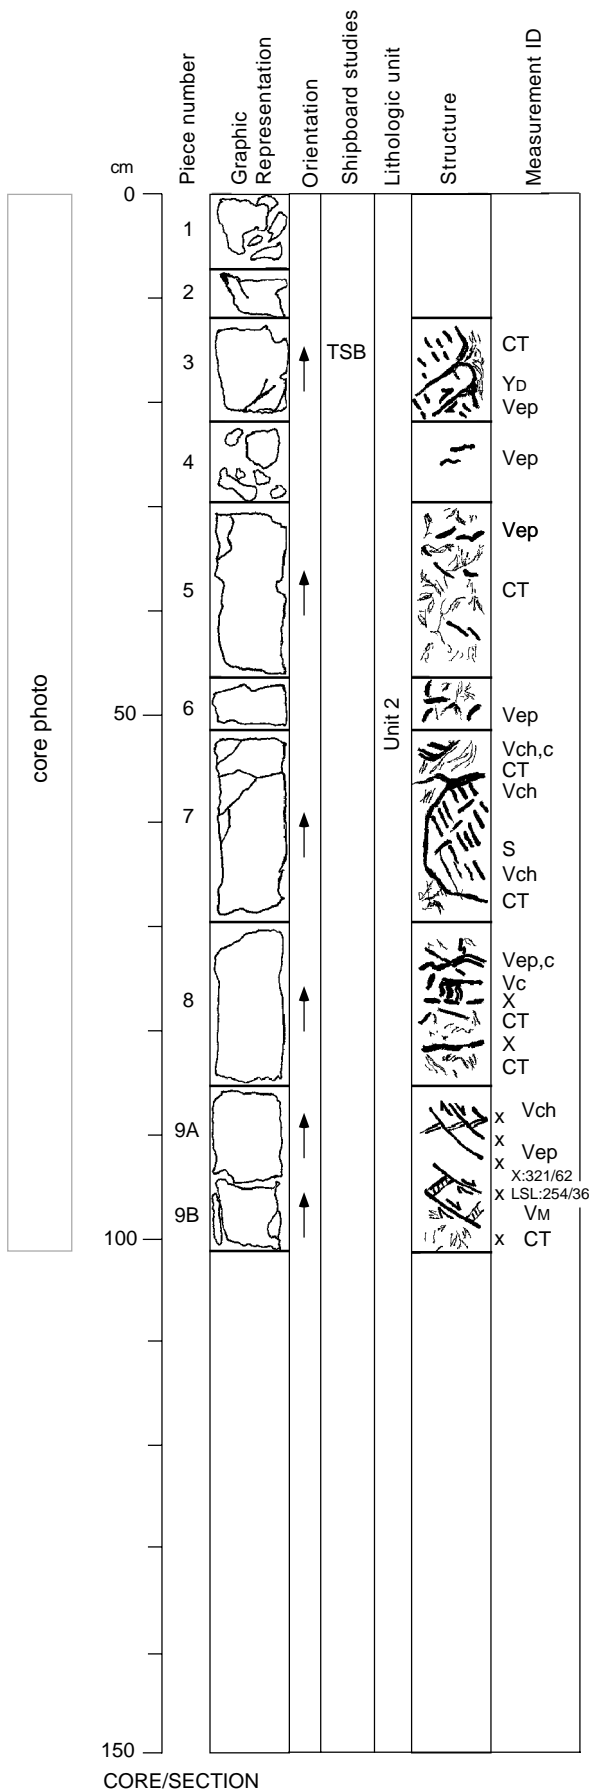 cm
Piece number
Graphic
Representation
Orientation
Shipboard studies
Lithologic unit
Structure
Measurement ID
core photo
0
50
100
150
1
2
3
4
5
6
7
8
9A
9B
TSB
Unit 2
CT
YD
Vep
Vep
Vep
CT
Vep
Vch,c
CT
Vch
S
Vch
CT
Vep,c
Vc
X
CT
X
CT
x Vch
x
Vep
x
X:321/62
x LSL:254/36
VM
x CT
CORE/SECTION